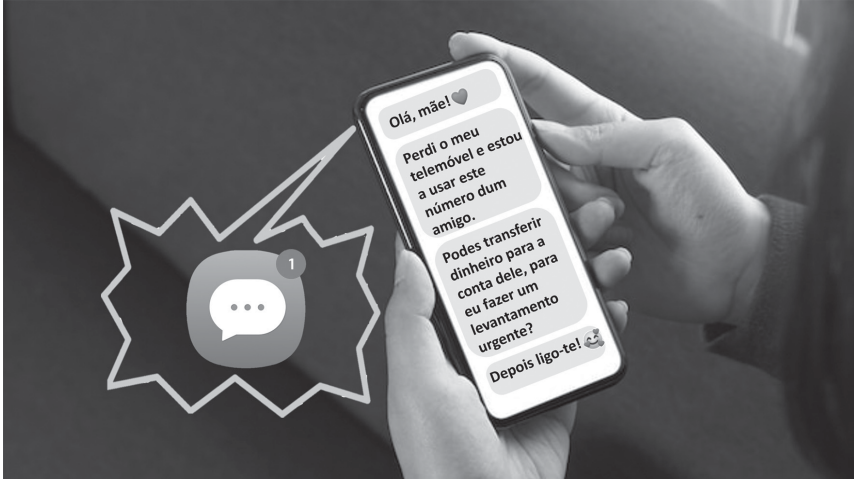 1
Olá, mãe! 🖤
Perdi o meu
telemóvel e estou
a usar este
número dum
amigo.
Podes transferir
dinheiro para a
conta dele, para
eu fazer um
levantamento
urgente?
Depois ligo-te! 🥰